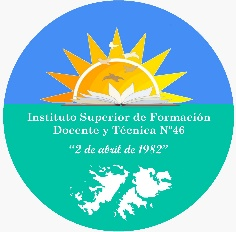 Instituto Superior de Formación
Docente y Técnica N°46
"2 de abril de 1982"